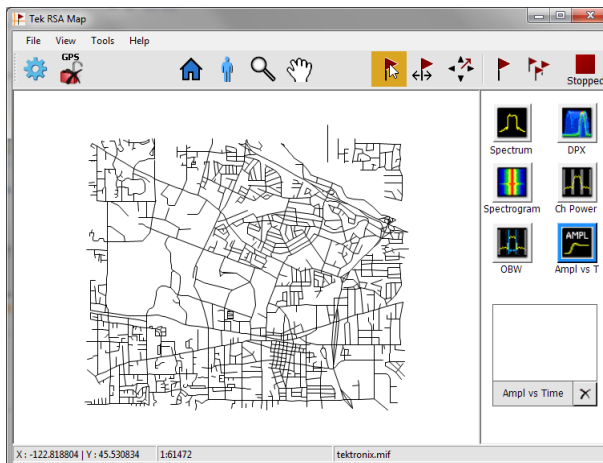 Tek RSA Map
File View Tools Help
GPS
Stopped
Spectrum DPX
Spectrogram Ch Power
AMPL
OBW Ampl vs T
Ampl vs Time
X : -122.818804 | Y : 45.530834 1:61472 tektronix.mif